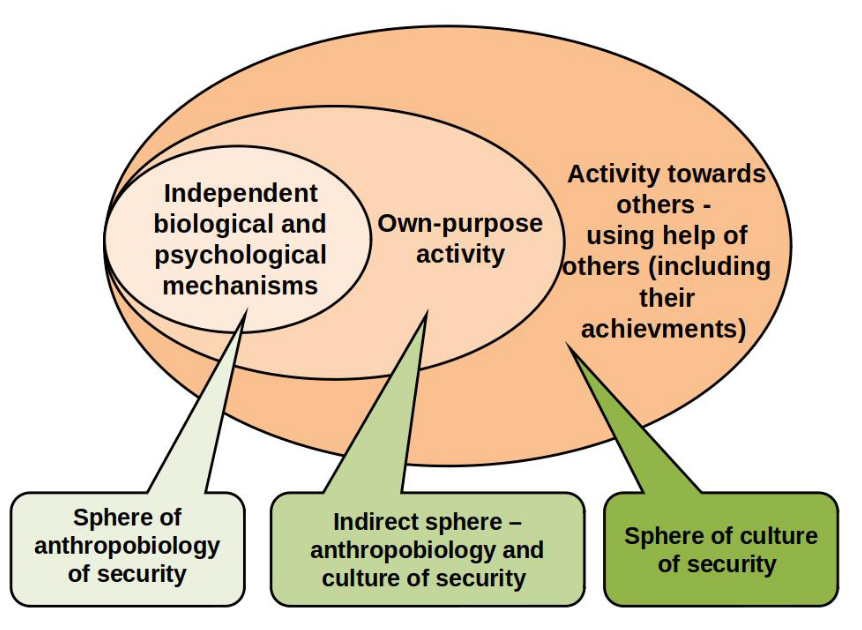 Independent
biological and
psychological
mechanisms
Own-purpose
activity
Activity towards
others -
using help of
others (including
their
achievments)
Sphere of
anthropobiology
of security
Indirect sphere –
anthropobiology and
culture of security
Sphere of culture
of security